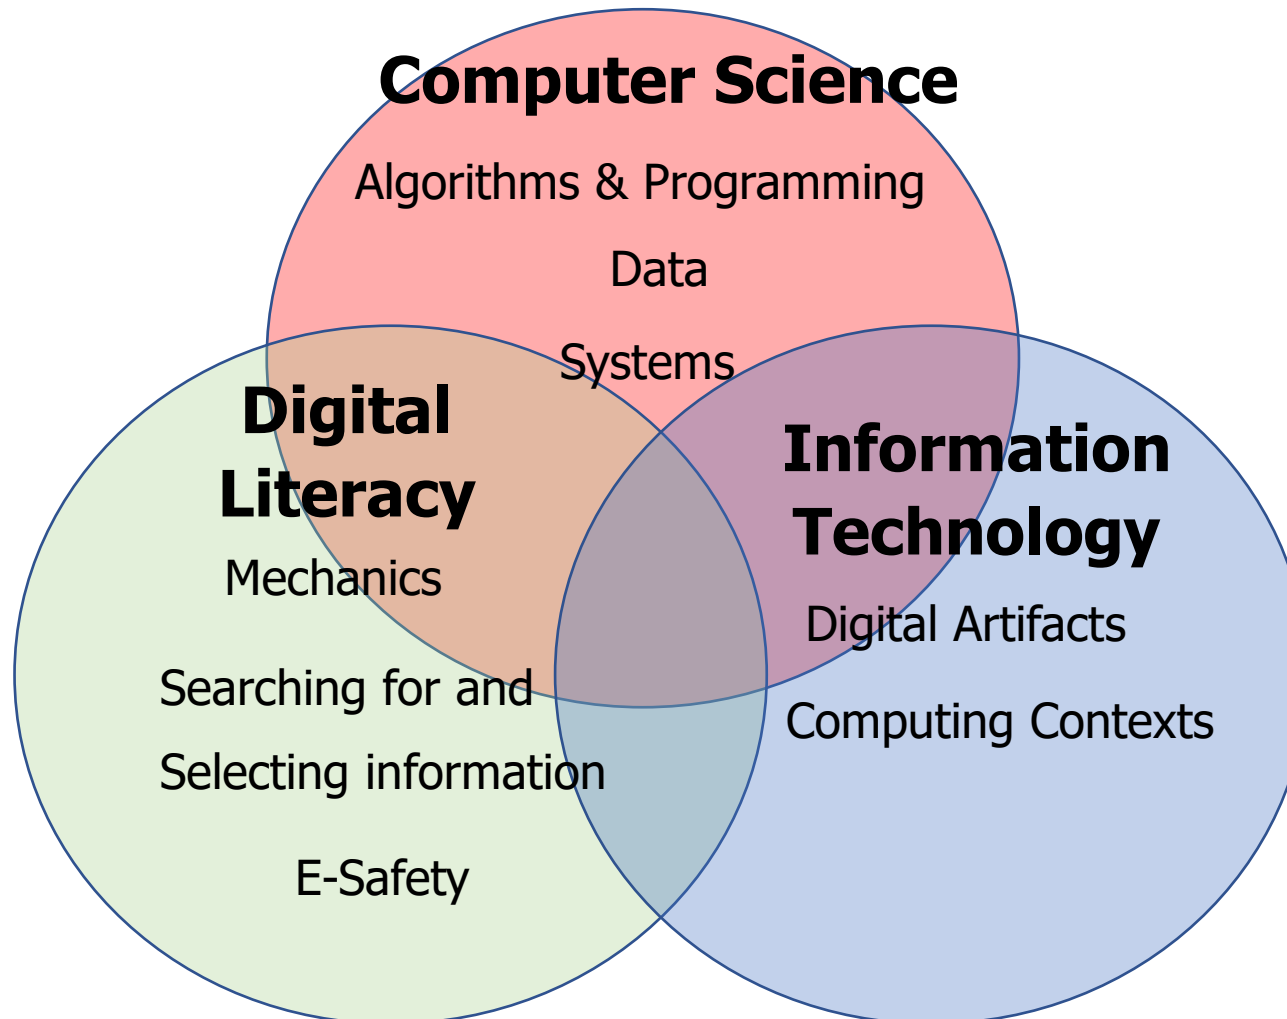 Computer Science
Algorithms & Programming
Data
Systems
Digital
Literacy
Mechanics
Searching for and
Selecting information
E-Safety
Information
Technology
Digital Artifacts
Computing Contexts